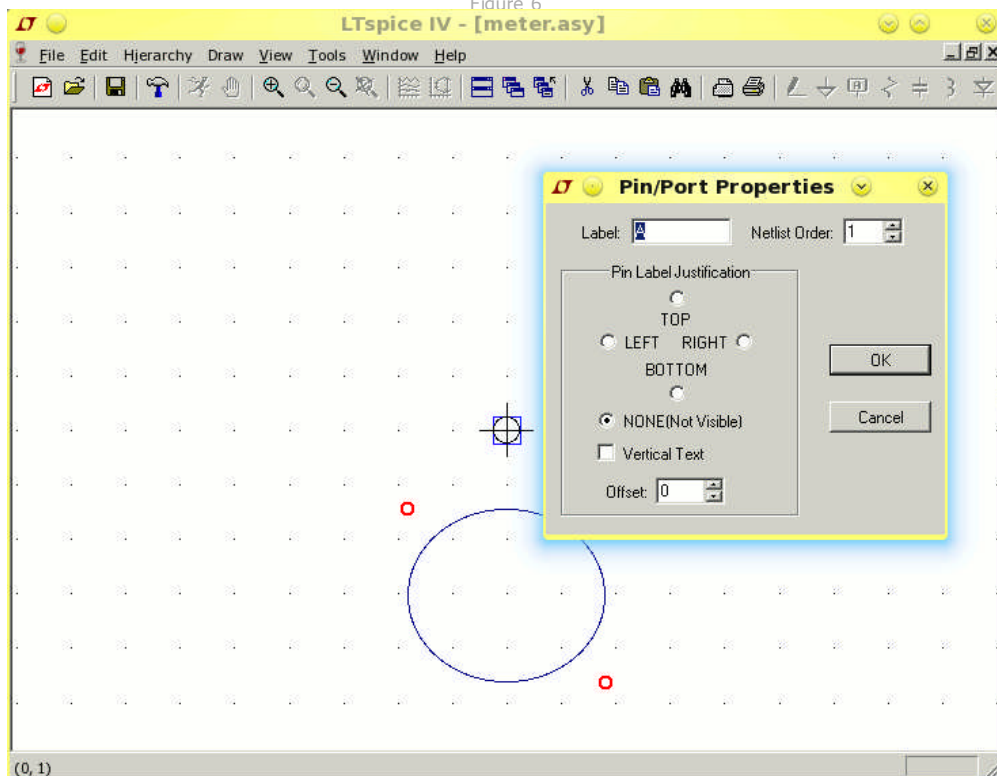 Figure 6
LTspice IV - [meter.asy]
File Edit Hierarchy Draw View Tools Window Help
Pin/Port Properties
Label: A Netlist Order: 1
Pin Label Justification
TOP
LEFT RIGHT
BOTTOM
NONE(Not Visible)
Vertical Text
Offset: 0
OK
Cancel
(0, 1)